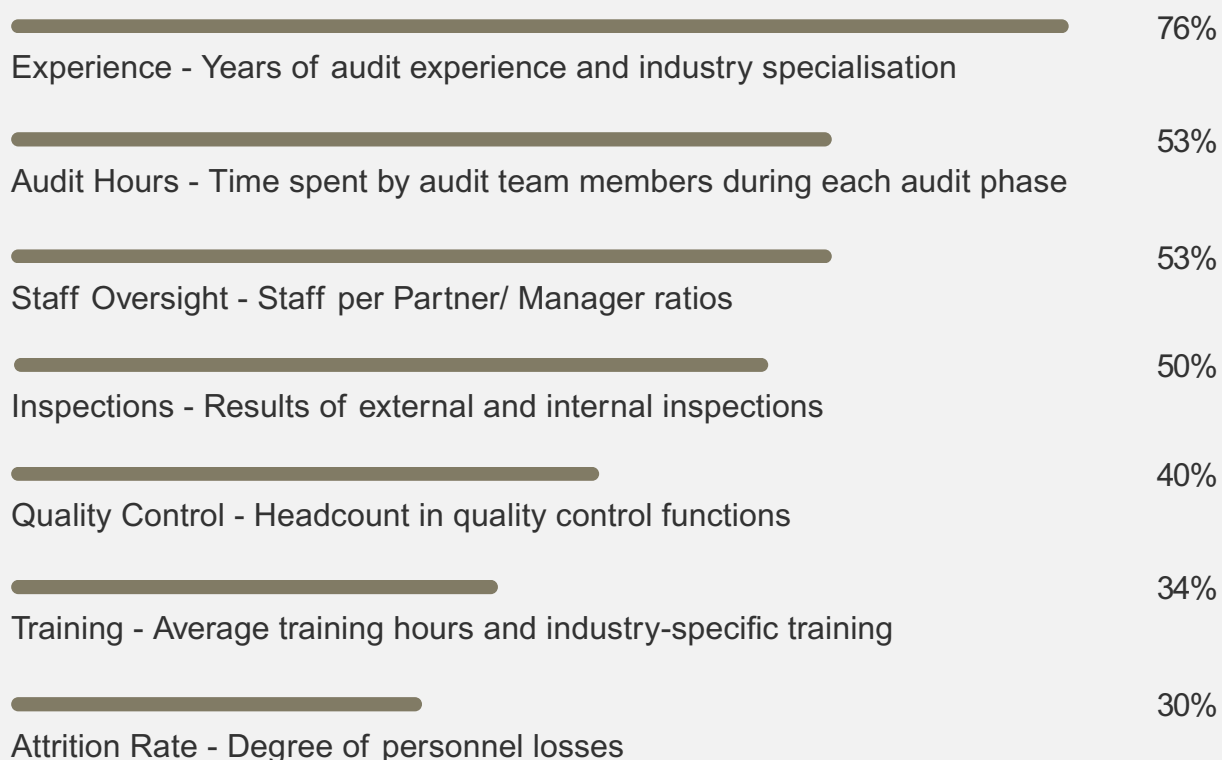 76%
Experience - Years of audit experience and industry specialisation
53%
Audit Hours - Time spent by audit team members during each audit phase
53%
Staff Oversight - Staff per Partner/ Manager ratios
50%
Inspections - Results of external and internal inspections
40%
Quality Control - Headcount in quality control functions
34%
Training - Average training hours and industry-specific training
30%
Attrition Rate - Degree of personnel losses